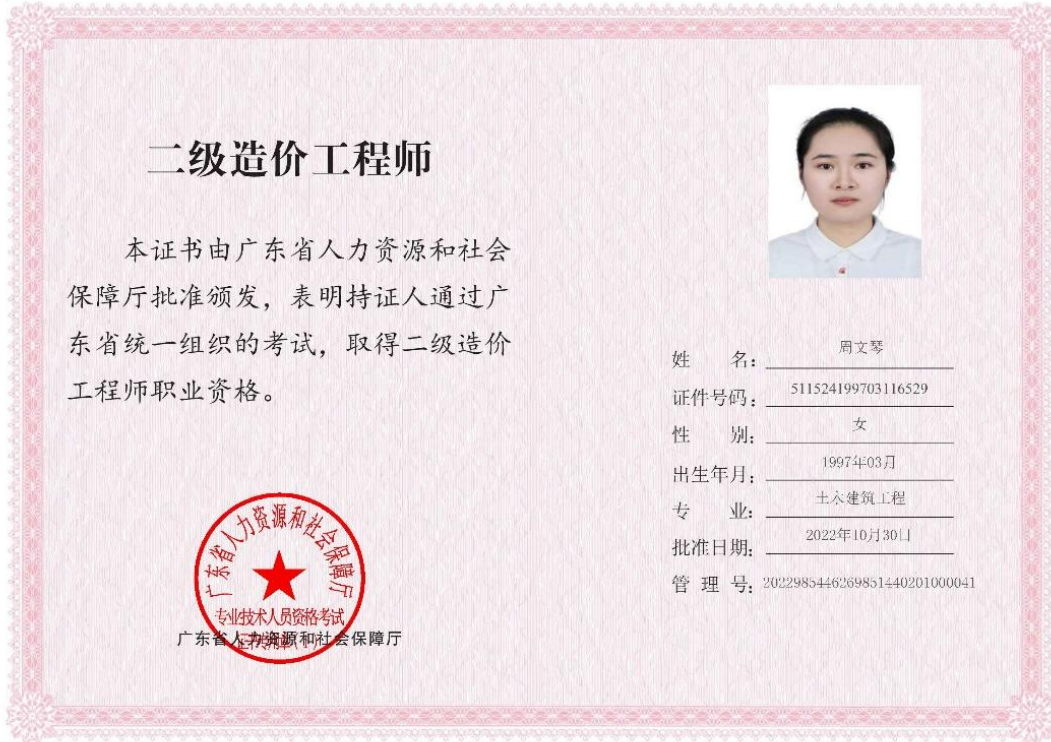 二级造价工程师
本证书由广东省人力资源和社会
保障厅批准颁发，表明持证人通过广
东省统一组织的考试，取得二级造价
工程师职业资格。
广东省人力资源和社会保障厅
专业技术人员资格考试
广东省人力资源和社会保障厅
姓 名：周文琴
证件号码：511524199703116529
性 别：女
出生年月：1997年03月
专 业：土木建筑工程
批准日期：2022年10月30日
管 理 号：2022985446269851440201000041